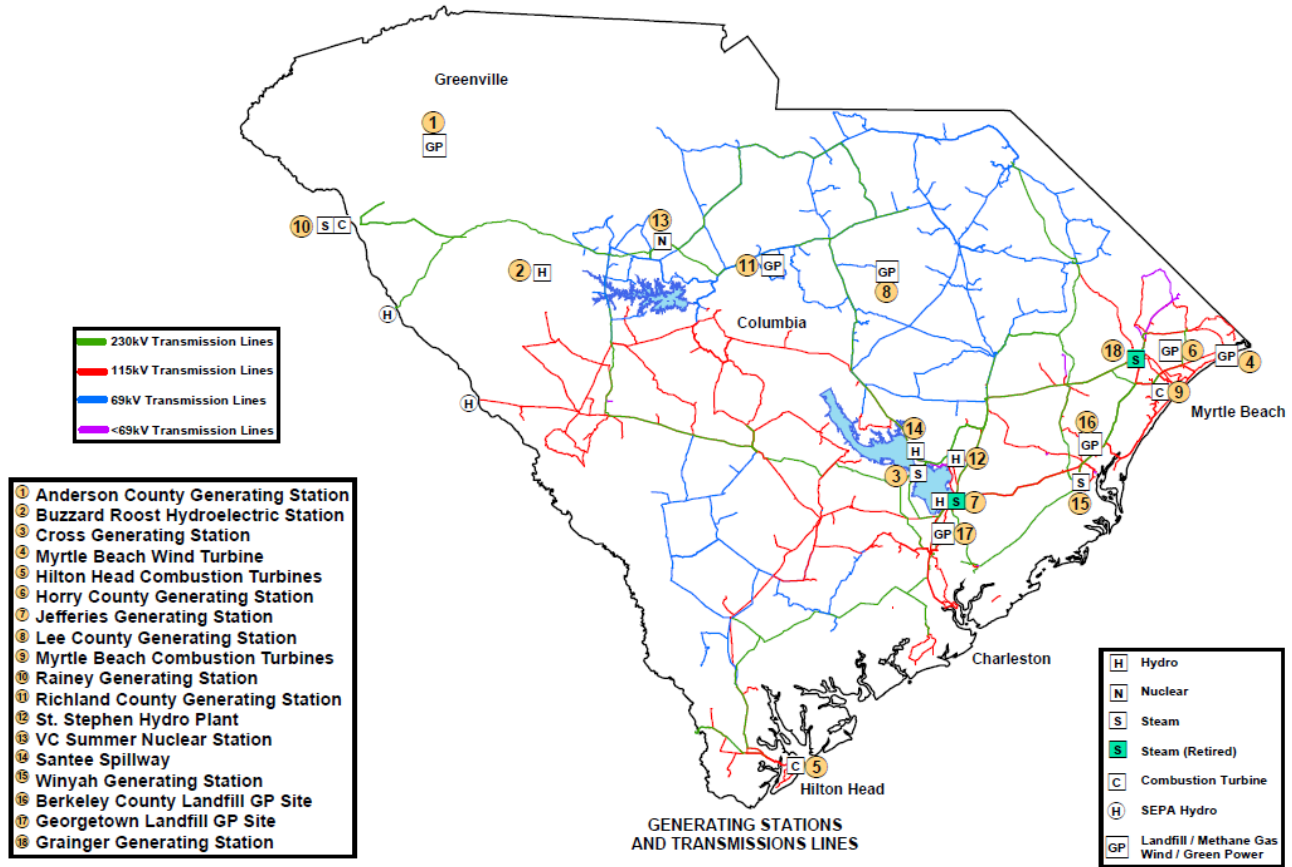 Greenville
1
GP
10
S C
13
N
2
H
11
GP
GP
8
H
Columbia
230kV Transmission Lines
115kV Transmission Lines
69kV Transmission Lines
<69kV Transmission Lines
H
18
S
GP
6
GP
4
C
9
Myrtle Beach
16
GP
14
H
H
12
3
S
S
15
H S
7
GP
17
Charleston
C
5
Hilton Head
1 Anderson County Generating Station
2 Buzzard Roost Hydroelectric Station
3 Cross Generating Station
4 Myrtle Beach Wind Turbine
5 Hilton Head Combustion Turbines
6 Horry County Generating Station
7 Jefferies Generating Station
8 Lee County Generating Station
9 Myrtle Beach Combustion Turbines
10 Rainey Generating Station
11 Richland County Generating Station
12 St. Stephen Hydro Plant
13 VC Summer Nuclear Station
14 Santee Spillway
15 Winyah Generating Station
16 Berkeley County Landfill GP Site
17 Georgetown Landfill GP Site
18 Grainger Generating Station
H Hydro
N Nuclear
S Steam
S Steam (Retired)
C Combustion Turbine
H SEPA Hydro
GP Landfill / Methane Gas
Wind / Green Power
GENERATING STATIONS
AND TRANSMISSIONS LINES